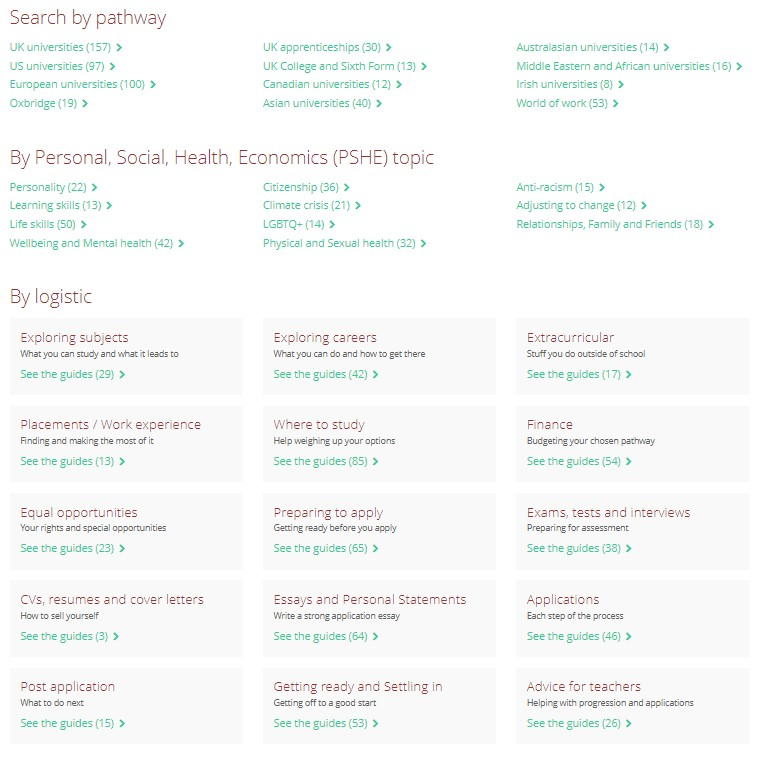 Search by pathway
UK universities (157)
UK apprenticeships (30)
Australasian universities (14)
US universities (97)
UK College and Sixth Form (13)
Middle Eastern and African universities (16)
European universities (100)
Canadian universities (12)
Irish universities (8)
Oxbridge (19)
Asian universities (40)
World of work (53)
By Personal, Social, Health, Economics (PSHE) topic
Personality (22)
Citizenship (36)
Anti-racism (15)
Learning skills (13)
Climate crisis (21)
Adjusting to change (12)
Life skills (50)
LGBTQ+ (14)
Relationships, Family and Friends (18)
Wellbeing and Mental health (42)
Physical and Sexual health (32)
By logistic
Exploring subjects
What you can study and what it leads to
See the guides (29)
Exploring careers
What you can do and how to get there
See the guides (42)
Extracurricular
Stuff you do outside of school
See the guides (17)
Placements / Work experience
Finding and making the most of it
See the guides (13)
Where to study
Help weighing up your options
See the guides (85)
Finance
Budgeting your chosen pathway
See the guides (54)
Equal opportunities
Your rights and special opportunities
See the guides (23)
Preparing to apply
Getting ready before you apply
See the guides (65)
Exams, tests and interviews
Preparing for assessment
See the guides (38)
CVs, resumes and cover letters
How to sell yourself
See the guides (3)
Essays and Personal Statements
Write a strong application essay
See the guides (64)
Applications
Each step of the process
See the guides (46)
Post application
What to do next
See the guides (15)
Getting ready and Settling in
Getting off to a good start
See the guides (53)
Advice for teachers
Helping with progression and applications
See the guides (26)